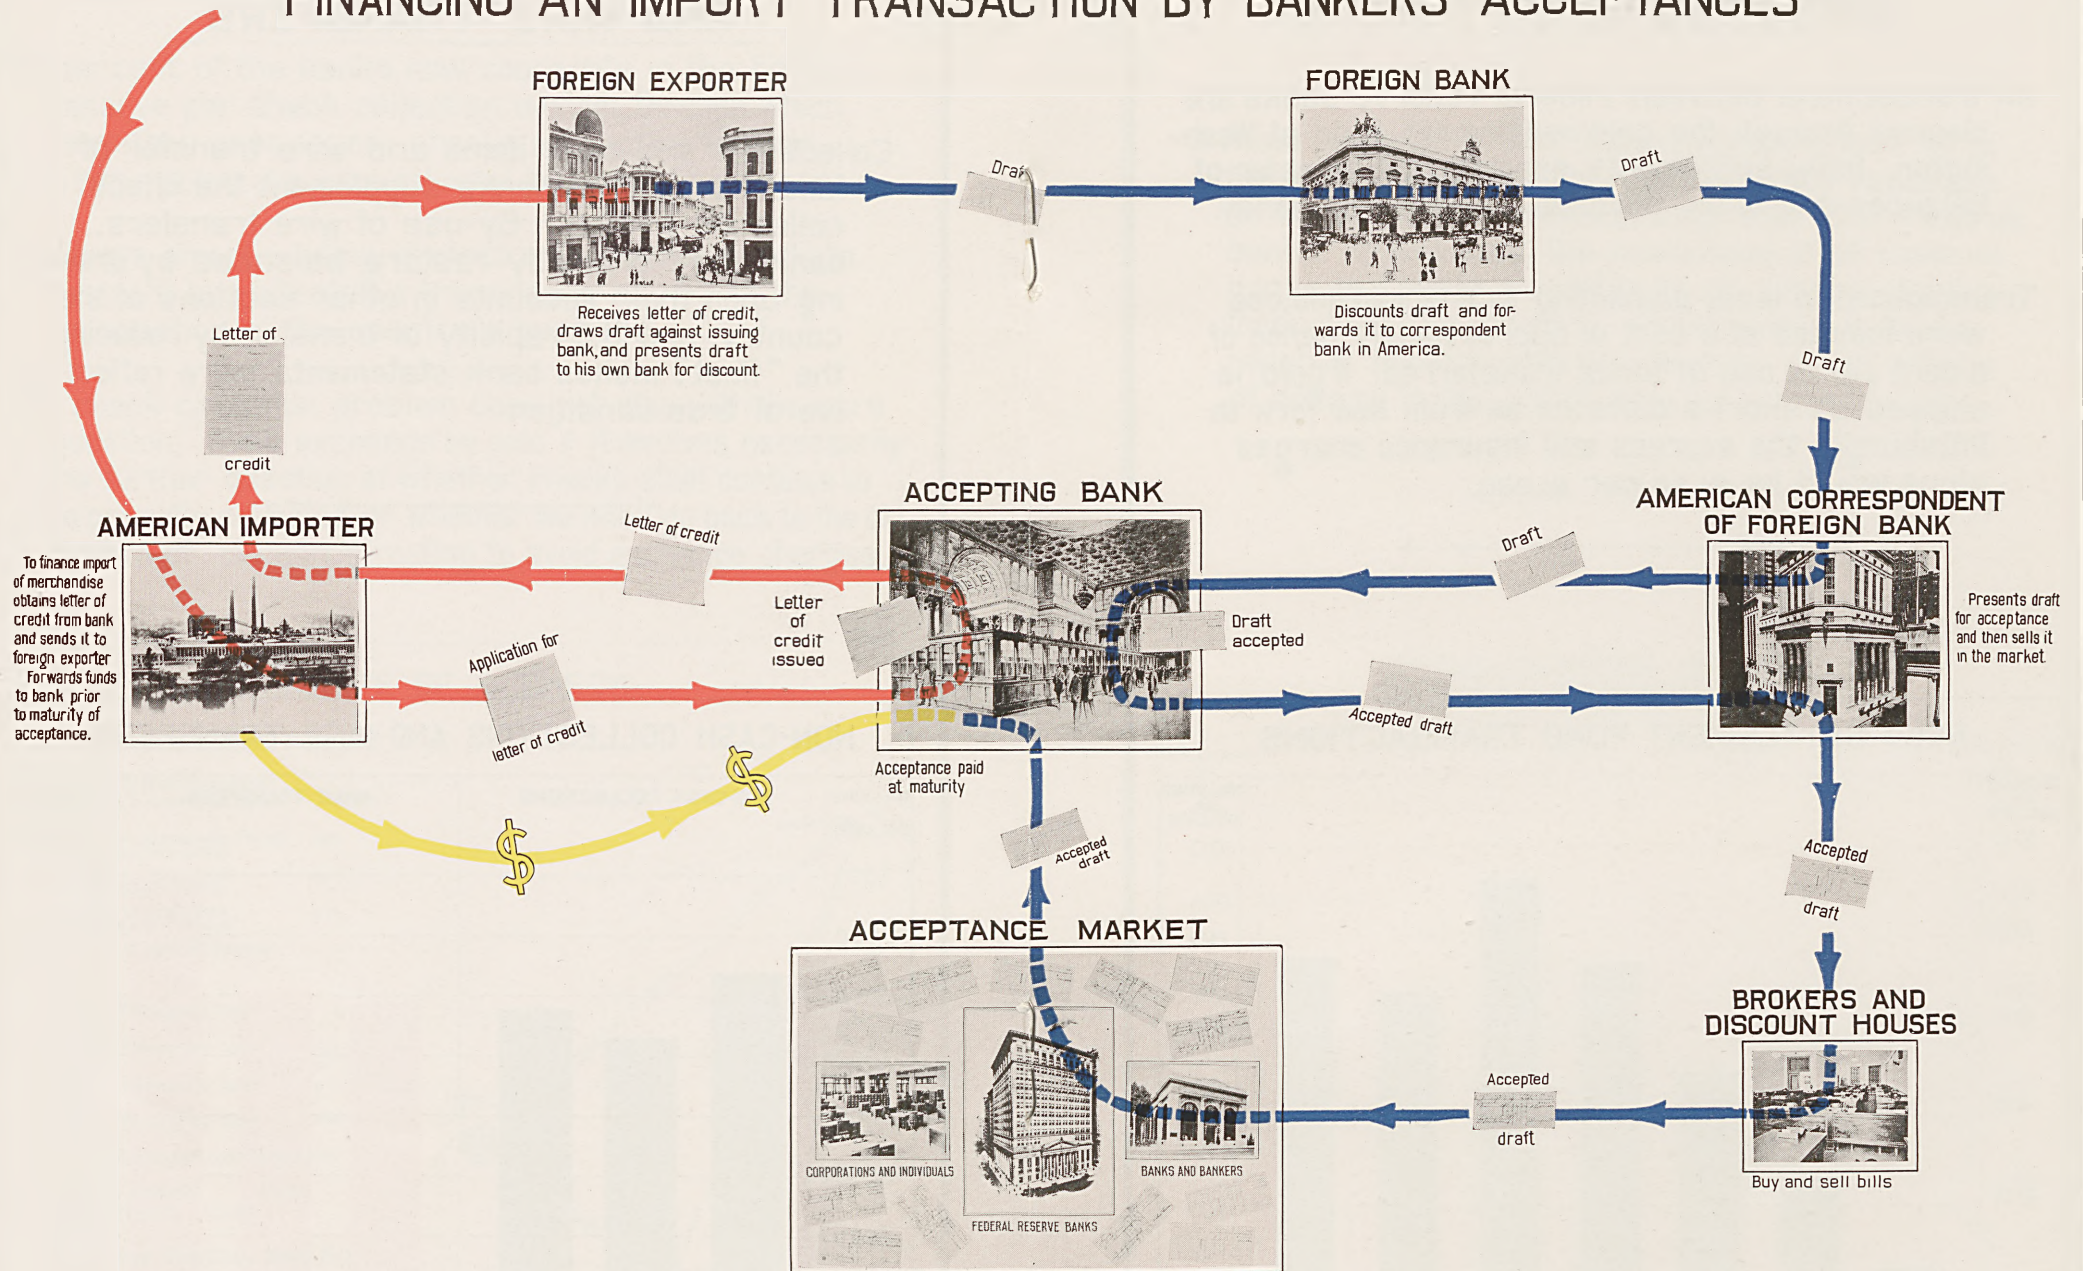 FINANCING AN IMPORT TRANSACTION BY BANKERS ACCEPTANCES
FOREIGN EXPORTER
FOREIGN BANK
Draft
Draft
Receives letter of credit,
draws draft against issuing
bank, and presents draft
to his own bank for discount.
Discounts draft and for-
wards it to correspondent
bank in America.
Letter of
credit
Draft
ACCEPTING BANK
AMERICAN CORRESPONDENT
OF FOREIGN BANK
AMERICAN IMPORTER
To finance import
of merchandise
obtains letter of
credit from bank
and sends it to
foreign exporter
Forwards funds
to bank prior
to maturity of
acceptance.
Letter of credit
Draft
Letter
of
credit
issued
Draft
accepted
Presents draft
for acceptance
and then sells it
in the market.
Application for
letter of credit
Accepted draft
Acceptance paid
at maturity
$
$
Accepted
draft
Accepted
draft
ACCEPTANCE MARKET
BROKERS AND
DISCOUNT HOUSES
Accepted
draft
CORPORATIONS AND INDIVIDUALS
BANKS AND BANKERS
FEDERAL RESERVE BANKS
Buy and sell bills